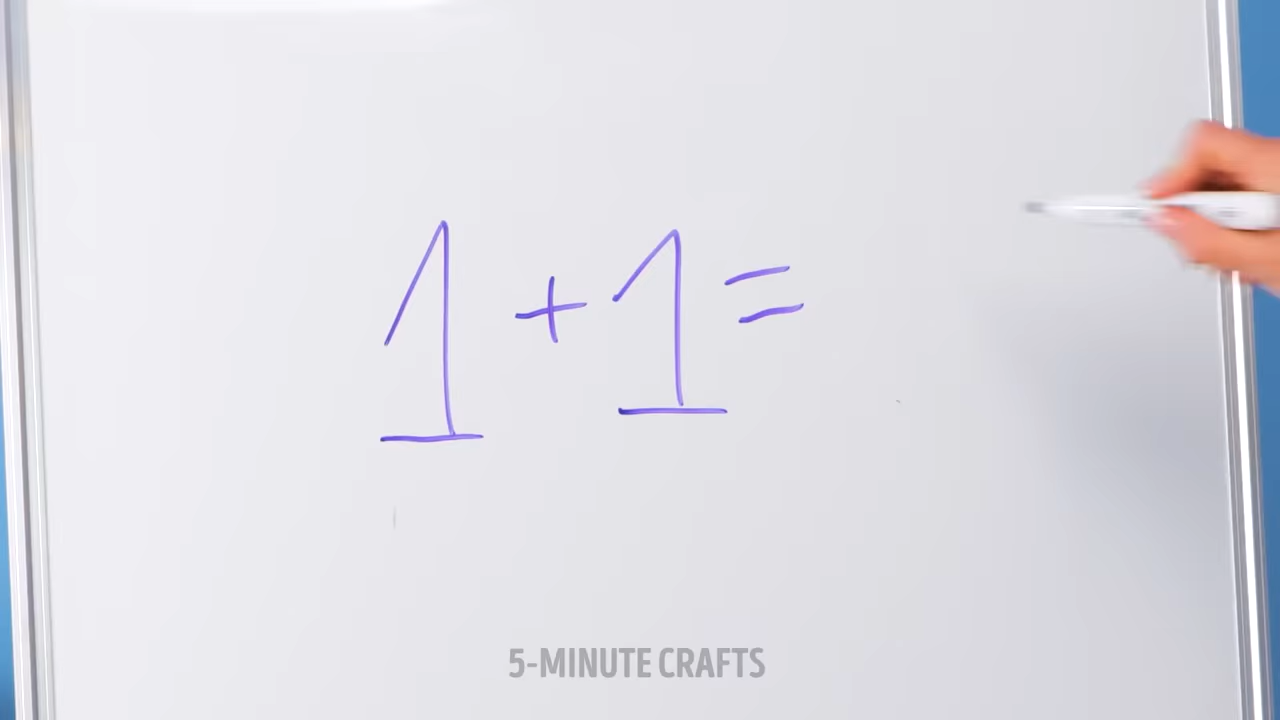 1 + 1 =
5-MINUTE CRAFTS